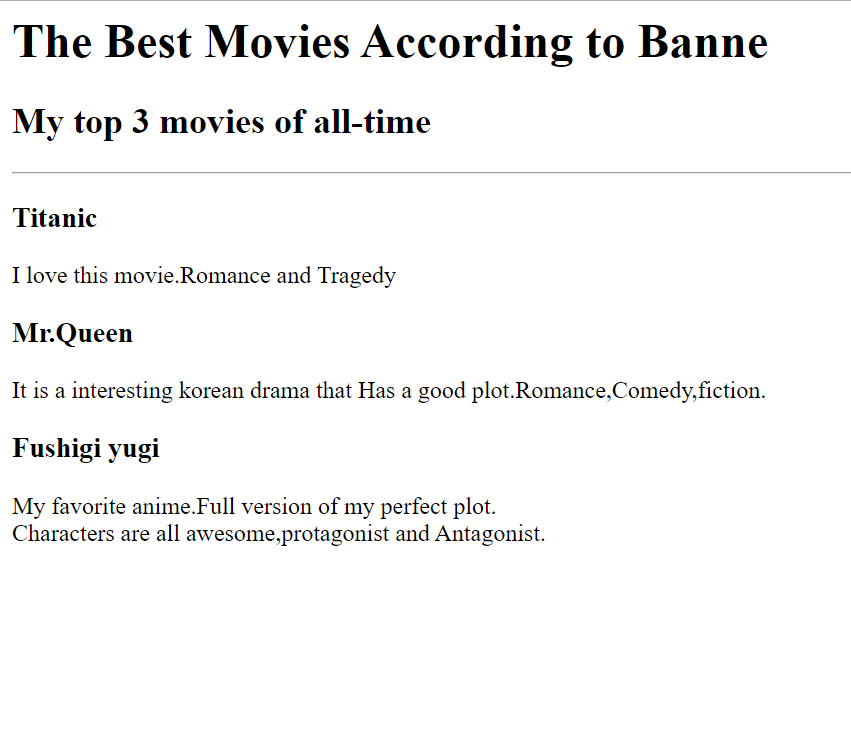 The Best Movies According to Banne
My top 3 movies of all-time
Titanic
I love this movie.Romance and Tragedy
Mr.Queen
It is a interesting korean drama that Has a good plot.Romance,Comedy,fiction.
Fushigi yugi
My favorite anime.Full version of my perfect plot.
Characters are all awesome,protagonist and Antagonist.